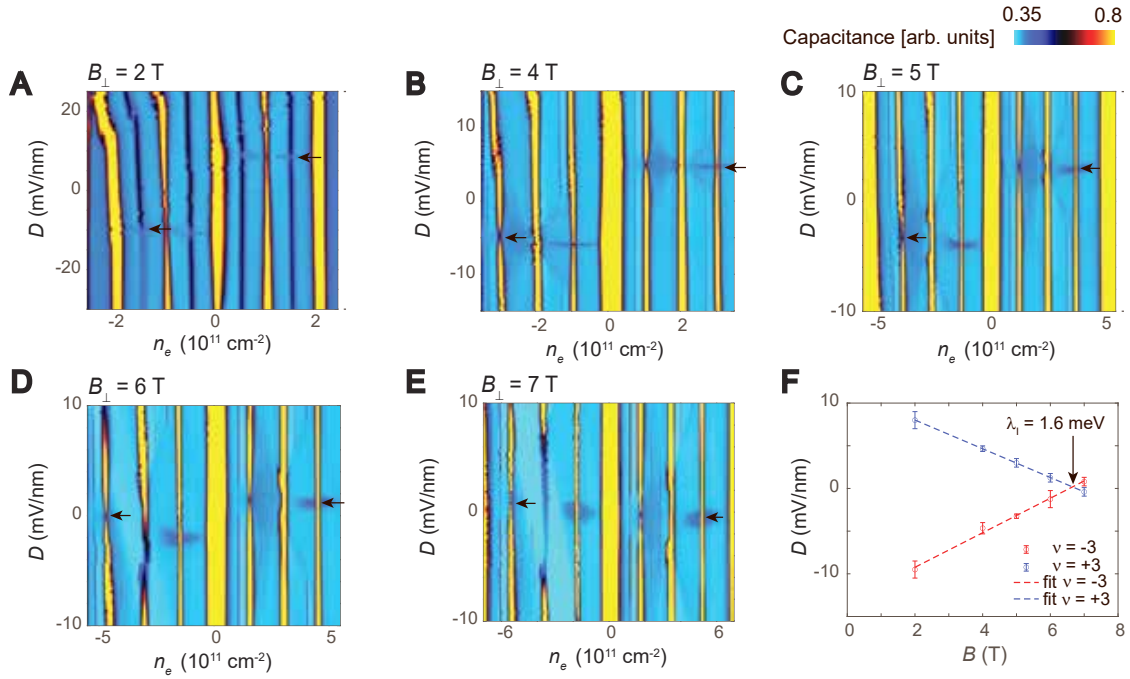 0.35 0.8
Capacitance [arb. units]
A
B⊥ = 2 T
D (mV/nm)
20
0
-20
-2 0 2
nₑ (10¹¹ cm⁻²)
B
B⊥ = 4 T
D (mV/nm)
15
0
-15
-2 0 2
nₑ (10¹¹ cm⁻²)
C
B⊥ = 5 T
D (mV/nm)
10
0
-10
-5 0 5
nₑ (10¹¹ cm⁻²)
D
B⊥ = 6 T
D (mV/nm)
10
0
-10
-5 0 5
nₑ (10¹¹ cm⁻²)
E
B⊥ = 7 T
D (mV/nm)
10
0
-10
-6 0 6
nₑ (10¹¹ cm⁻²)
F
D (mV/nm)
10
0
-10
λI = 1.6 meV
ν = -3
ν = +3
fit ν = -3
fit ν = +3
0 2 4 6 8
B (T)